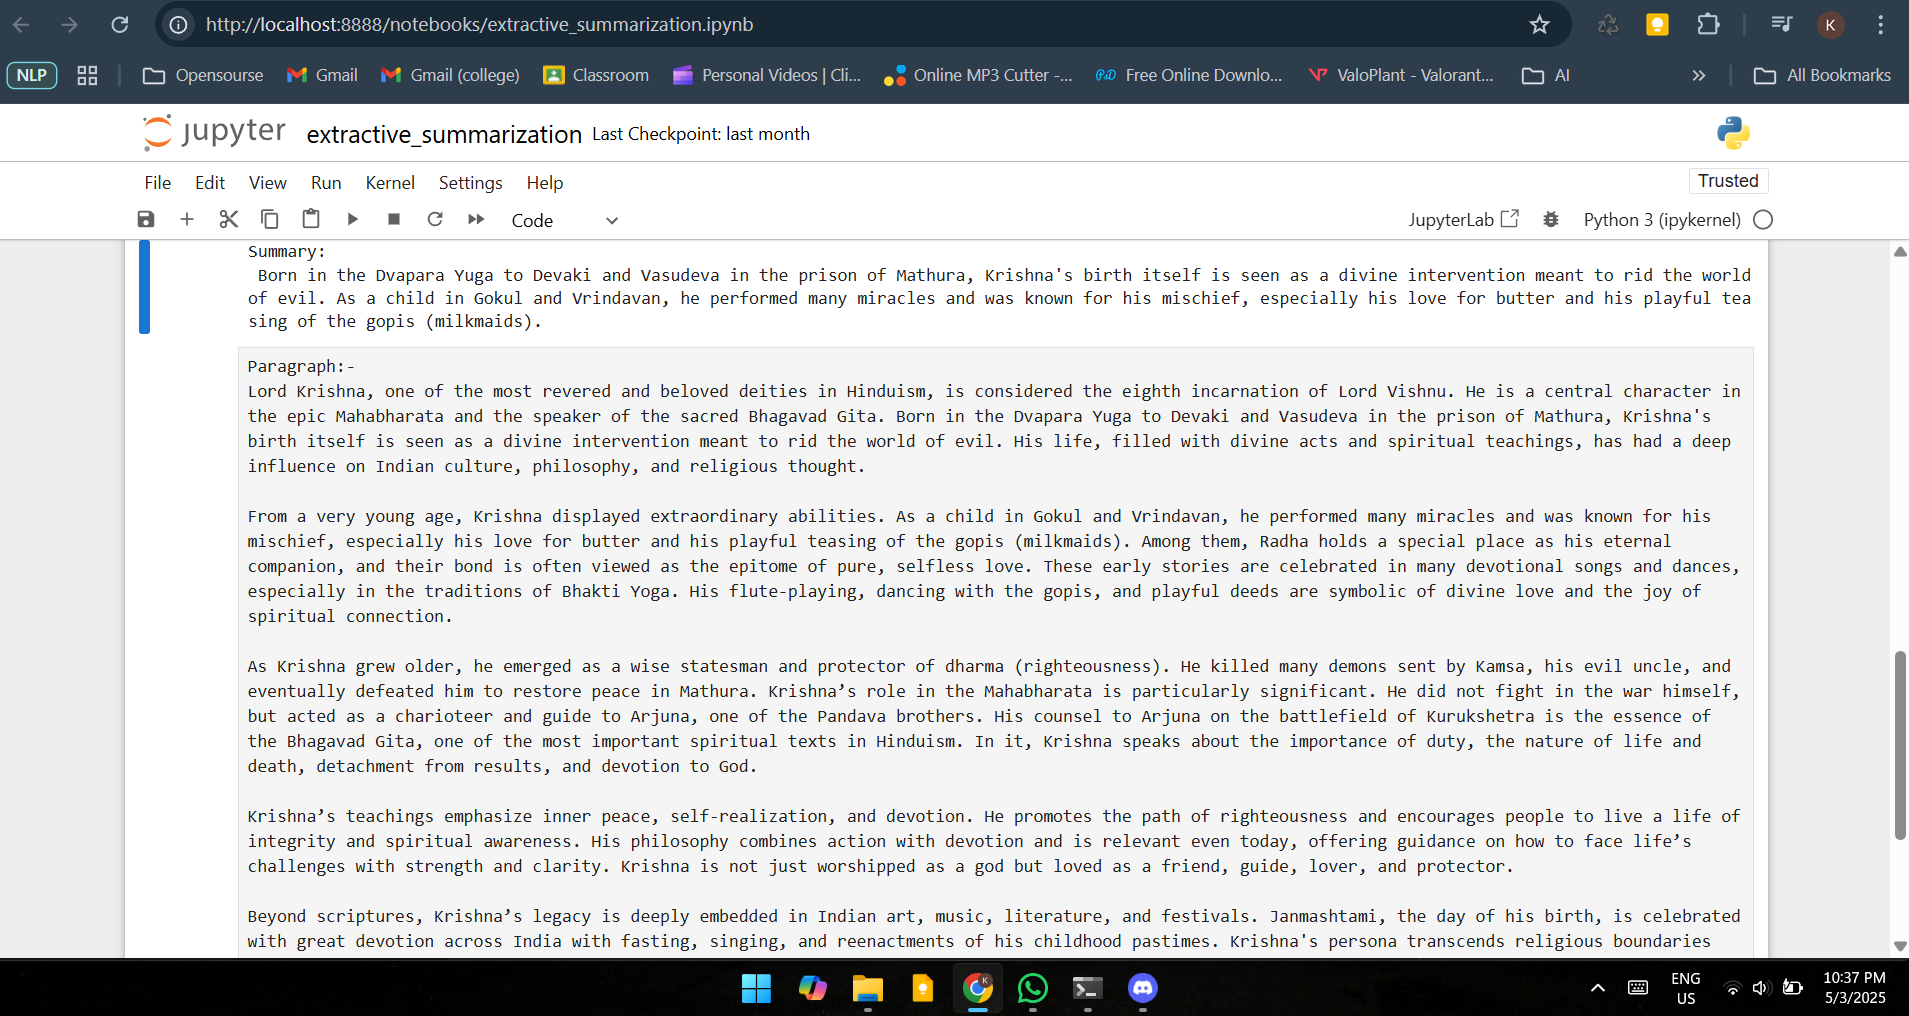 http://localhost:8888/notebooks/extractive_summarization.ipynb
K
NLP
Opensourse
Gmail
Gmail (college)
Classroom
Personal Videos | Cli...
Online MP3 Cutter -...
Free Online Downlo...
ValoPlant - Valorant...
AI
»
All Bookmarks
jupyter
extractive_summarization
Last Checkpoint: last month
File
Edit
View
Run
Kernel
Settings
Help
Trusted
Code
JupyterLab
Python 3 (ipykernel)
Summary:
Born in the Dvapara Yuga to Devaki and Vasudeva in the prison of Mathura, Krishna's birth itself is seen as a divine intervention meant to rid the world
of evil. As a child in Gokul and Vrindavan, he performed many miracles and was known for his mischief, especially his love for butter and his playful tea
sing of the gopis (milkmaids).
Paragraph:-
Lord Krishna, one of the most revered and beloved deities in Hinduism, is considered the eighth incarnation of Lord Vishnu. He is a central character in
the epic Mahabharata and the speaker of the sacred Bhagavad Gita. Born in the Dvapara Yuga to Devaki and Vasudeva in the prison of Mathura, Krishna's
birth itself is seen as a divine intervention meant to rid the world of evil. His life, filled with divine acts and spiritual teachings, has had a deep
influence on Indian culture, philosophy, and religious thought.
From a very young age, Krishna displayed extraordinary abilities. As a child in Gokul and Vrindavan, he performed many miracles and was known for his
mischief, especially his love for butter and his playful teasing of the gopis (milkmaids). Among them, Radha holds a special place as his eternal
companion, and their bond is often viewed as the epitome of pure, selfless love. These early stories are celebrated in many devotional songs and dances,
especially in the traditions of Bhakti Yoga. His flute-playing, dancing with the gopis, and playful deeds are symbolic of divine love and the joy of
spiritual connection.
As Krishna grew older, he emerged as a wise statesman and protector of dharma (righteousness). He killed many demons sent by Kamsa, his evil uncle, and
eventually defeated him to restore peace in Mathura. Krishna’s role in the Mahabharata is particularly significant. He did not fight in the war himself,
but acted as a charioteer and guide to Arjuna, one of the Pandava brothers. His counsel to Arjuna on the battlefield of Kurukshetra is the essence of
the Bhagavad Gita, one of the most important spiritual texts in Hinduism. In it, Krishna speaks about the importance of duty, the nature of life and
death, detachment from results, and devotion to God.
Krishna’s teachings emphasize inner peace, self-realization, and devotion. He promotes the path of righteousness and encourages people to live a life of
integrity and spiritual awareness. His philosophy combines action with devotion and is relevant even today, offering guidance on how to face life’s
challenges with strength and clarity. Krishna is not just worshipped as a god but loved as a friend, guide, lover, and protector.
Beyond scriptures, Krishna’s legacy is deeply embedded in Indian art, music, literature, and festivals. Janmashtami, the day of his birth, is celebrated
with great devotion across India with fasting, singing, and reenactments of his childhood pastimes. Krishna's persona transcends religious boundaries
ENG
US
10:37 PM
5/3/2025